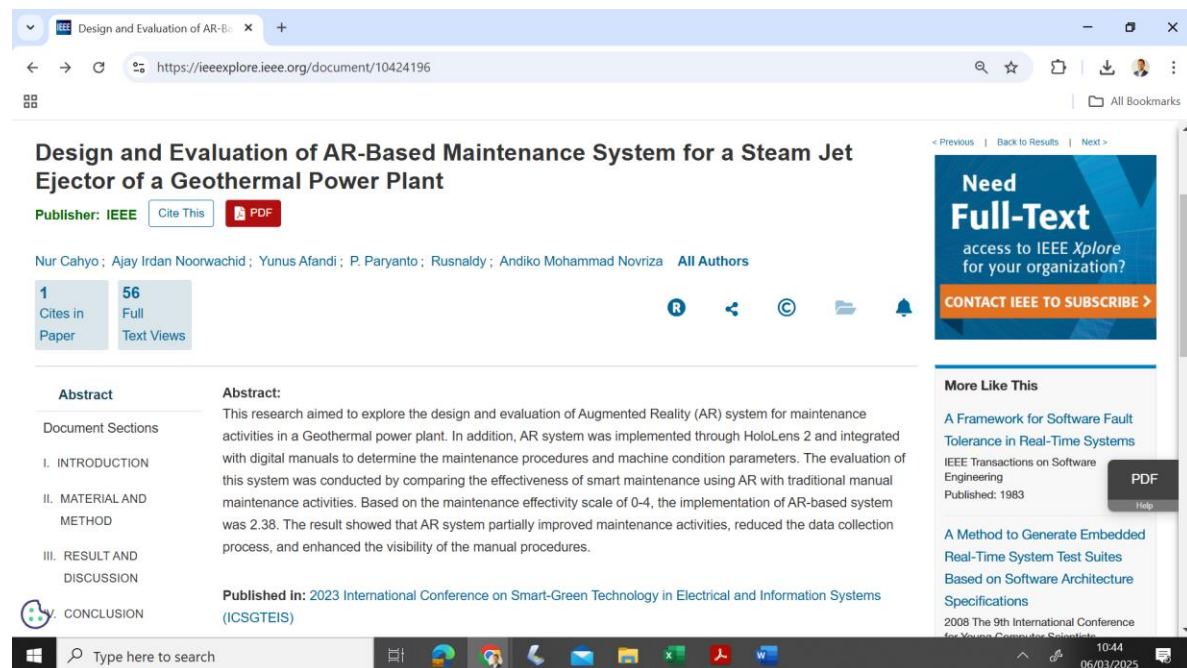 Design and Evaluation of AR-Ba
https://ieeexplore.ieee.org/document/10424196
All Bookmarks
Design and Evaluation of AR-Based Maintenance System for a Steam Jet
Ejector of a Geothermal Power Plant
Publisher: IEEE
Cite This
PDF
Nur Cahyo ; Ajay Irdan Noorwachid ; Yunus Afandi ; P. Paryanto ; Rusnaldy ; Andiko Mohammad Novriza All Authors
1
Cites in
Paper
56
Full
Text Views
R
©
Abstract
Document Sections
I. INTRODUCTION
II. MATERIAL AND
METHOD
III. RESULT AND
DISCUSSION
V. CONCLUSION
Abstract:
This research aimed to explore the design and evaluation of Augmented Reality (AR) system for maintenance
activities in a Geothermal power plant. In addition, AR system was implemented through HoloLens 2 and integrated
with digital manuals to determine the maintenance procedures and machine condition parameters. The evaluation of
this system was conducted by comparing the effectiveness of smart maintenance using AR with traditional manual
maintenance activities. Based on the maintenance effectivity scale of 0-4, the implementation of AR-based system
was 2.38. The result showed that AR system partially improved maintenance activities, reduced the data collection
process, and enhanced the visibility of the manual procedures.
Published in: 2023 International Conference on Smart-Green Technology in Electrical and Information Systems
(ICSGTEIS)
< Previous | Back to Results | Next >
Need
Full-Text
access to IEEE Xplore
for your organization?
CONTACT IEEE TO SUBSCRIBE >
More Like This
A Framework for Software Fault
Tolerance in Real-Time Systems
IEEE Transactions on Software
Engineering
Published: 1983
PDF
Help
A Method to Generate Embedded
Real-Time System Test Suites
Based on Software Architecture
Specifications
2008 The 9th International Conference
for Young Computer Scientists
Type here to search
10:44
06/03/2025